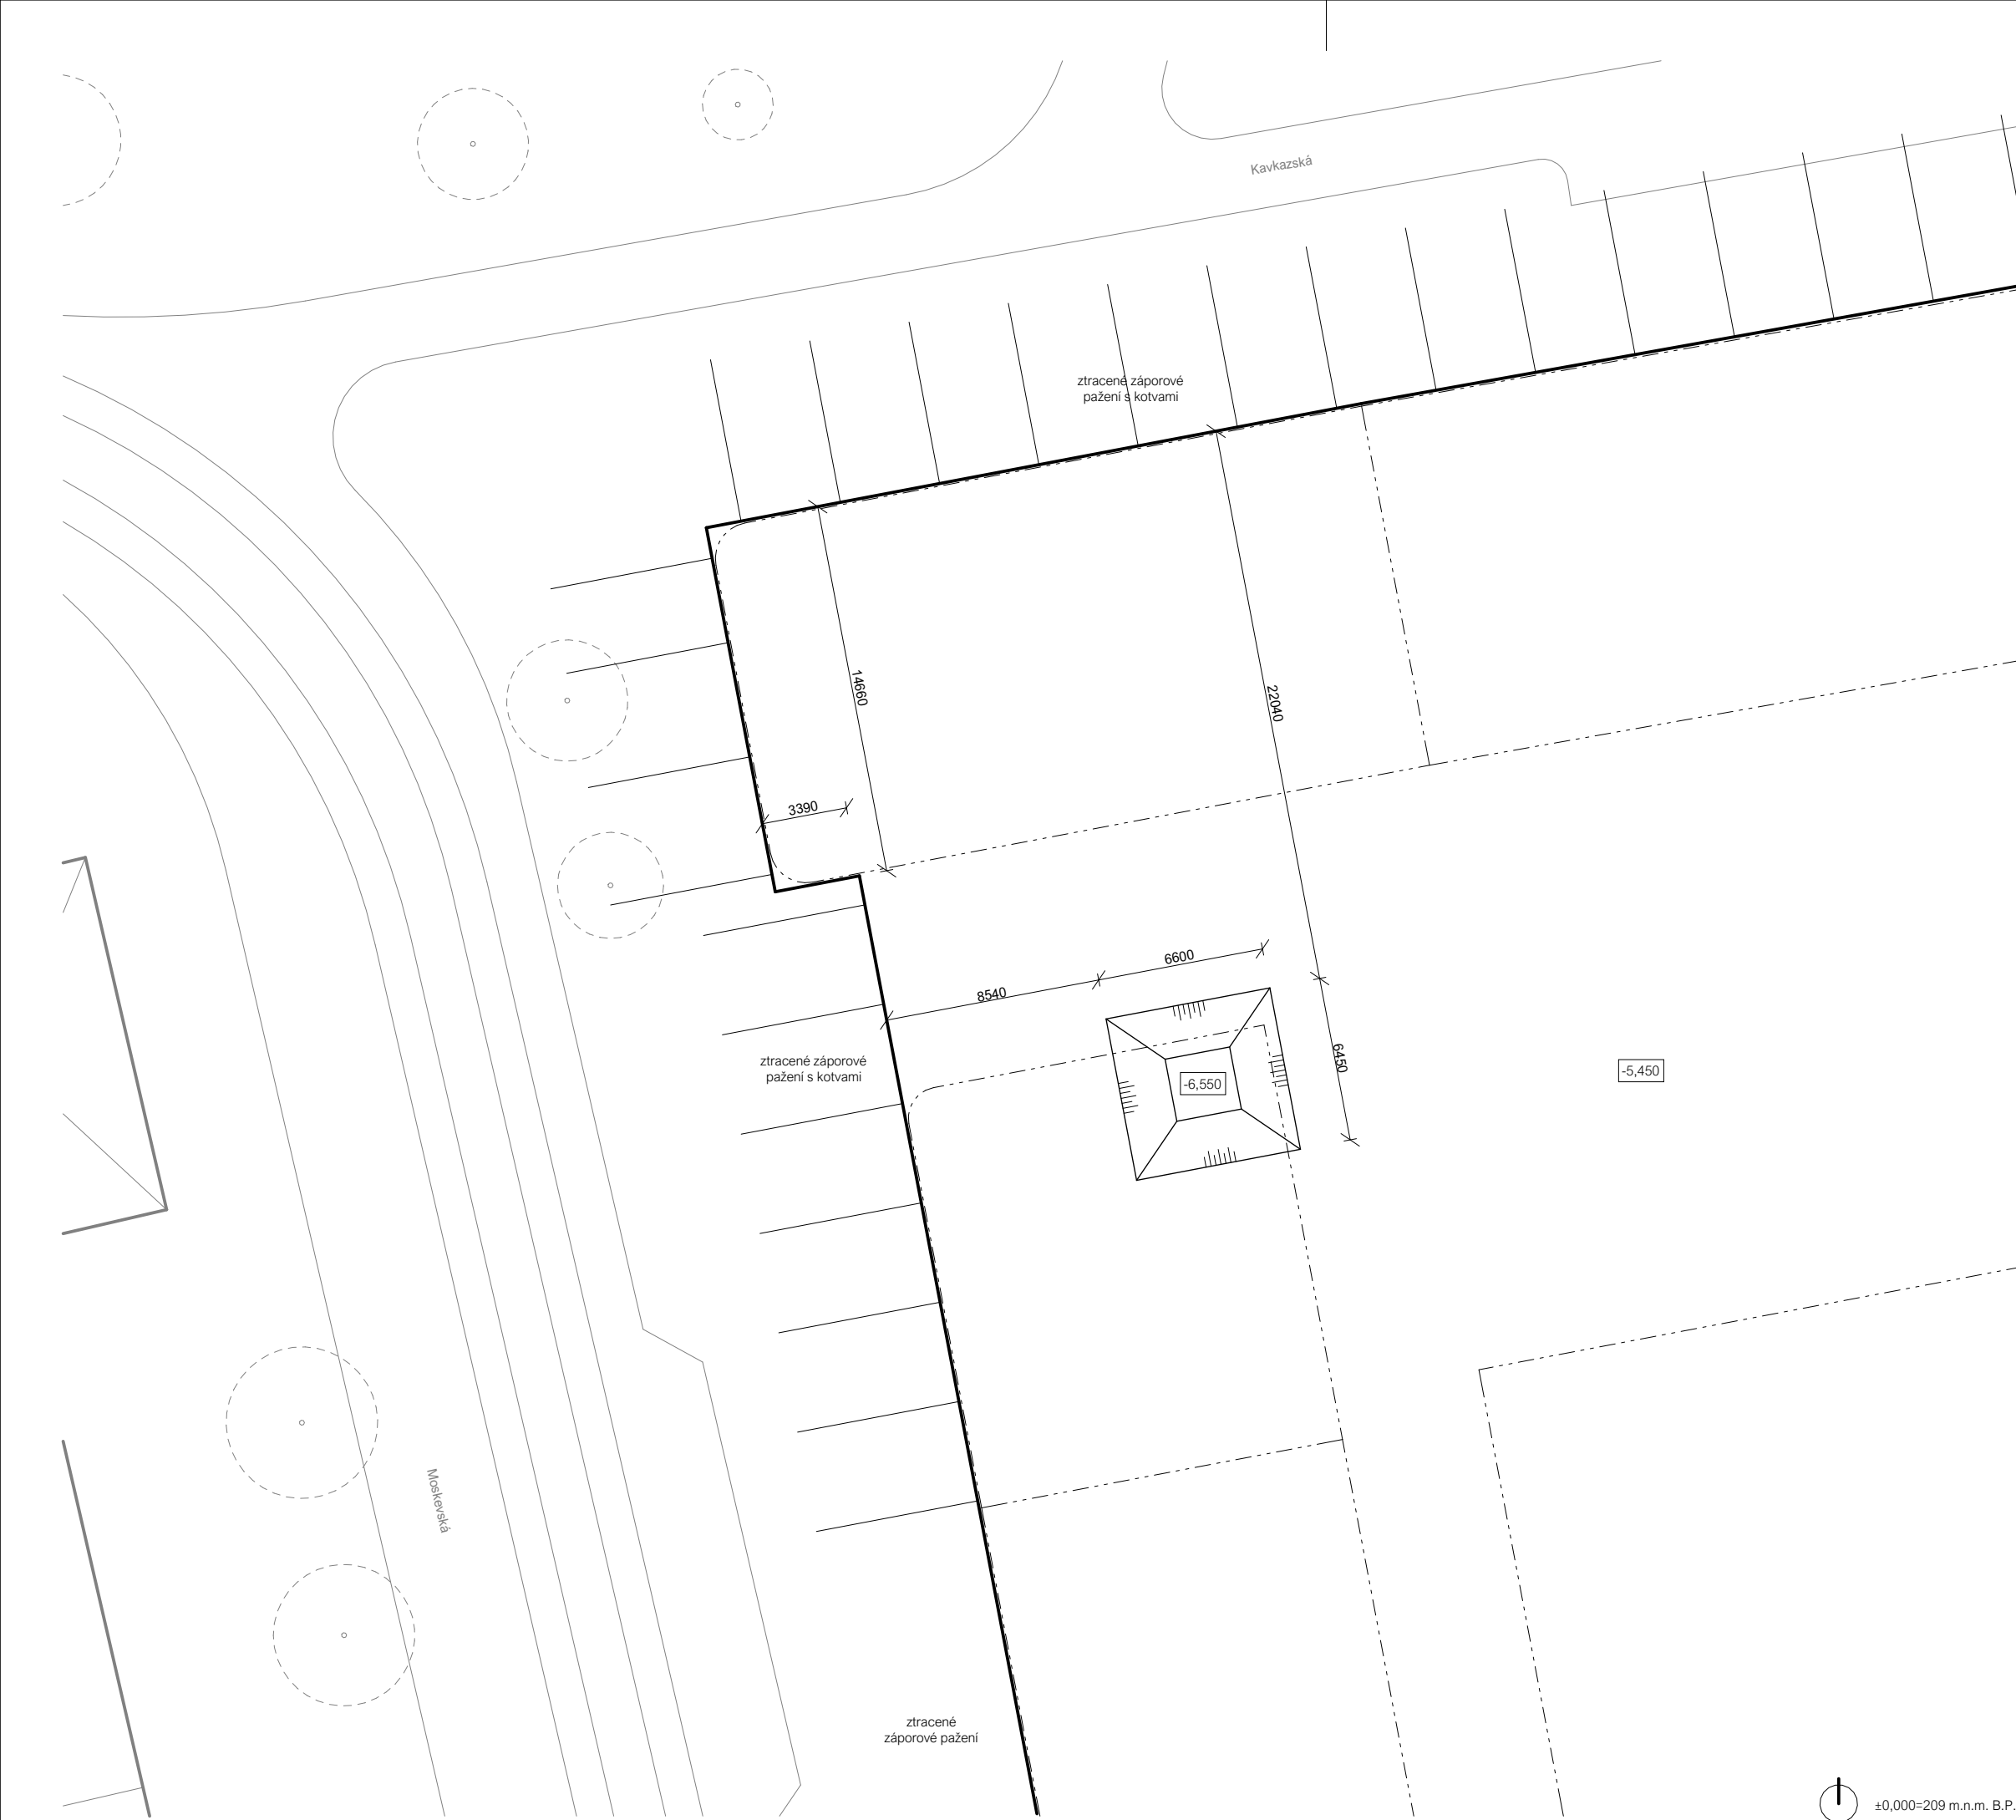 Kavkazská
ztracené záporové
pažení s kotvami
14660
22040
3390
6600
8540
6450
ztracené záporové
pažení s kotvami
-6,550
-5,450
Moskevská
ztracené
záporové pažení
±0,000=209 m.n.m. B.P.